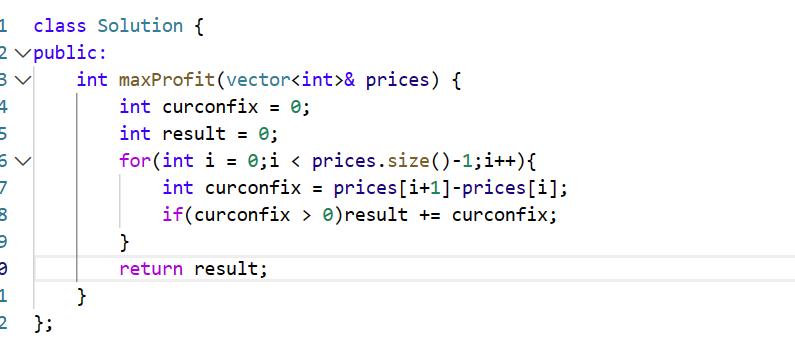 1 class Solution {
2 public:
3 int maxProfit(vector<int>& prices) {
4 int curconfix = 0;
5 int result = 0;
6 for(int i = 0;i < prices.size()-1;i++){
7 int curconfix = prices[i+1]-prices[i];
8 if(curconfix > 0)result += curconfix;
9 }
0 return result;
1 }
2 };